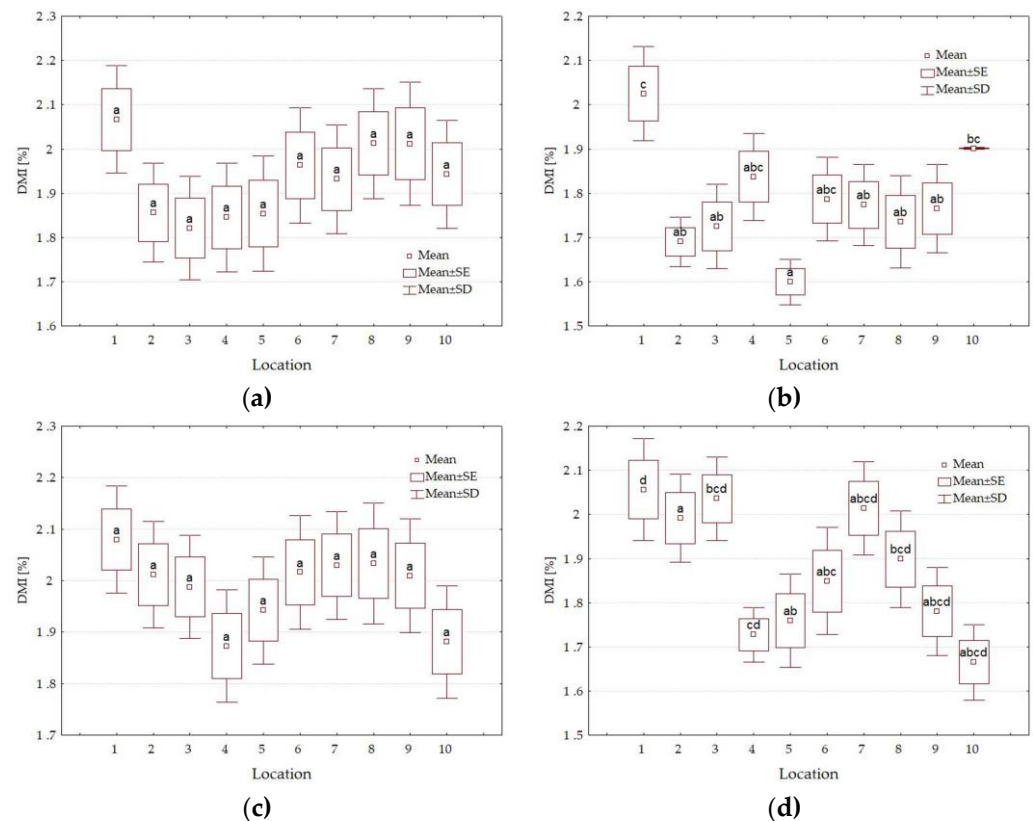 2.3
2.2
2.1
2
1.9
1.8
1.7
1.6
DMI [%]
a a a a a a a a a a
Mean
Mean±SE
Mean±SD
1 2 3 4 5 6 7 8 9 10
Location
(a)
2.2
2.1
2
1.9
1.8
1.7
1.6
1.5
DMI [%]
c ab ab abc a abc ab ab ab bc
Mean
Mean±SE
Mean±SD
1 2 3 4 5 6 7 8 9 10
Location
(b)
2.3
2.2
2.1
2
1.9
1.8
1.7
DMI [%]
a a a a a a a a a a
Mean
Mean±SE
Mean±SD
1 2 3 4 5 6 7 8 9 10
Location
(c)
2.2
2.1
2.0
1.9
1.8
1.7
1.6
1.5
DMI [%]
d a bcd cd ab abc abcd bcd abcd abcd
Mean
Mean±SE
Mean±SD
1 2 3 4 5 6 7 8 9 10
Location
(d)